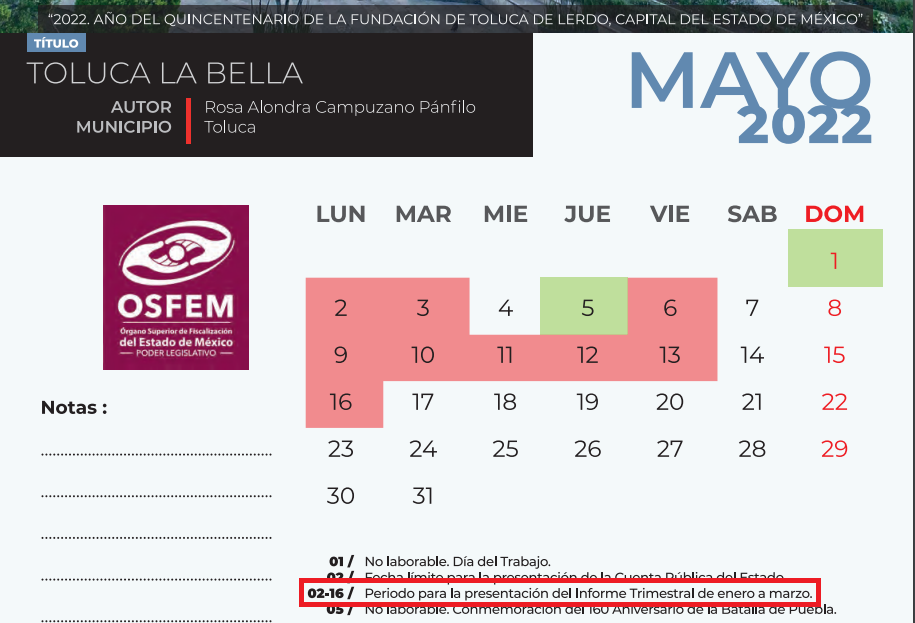 “2022. AÑO DEL QUINCENTENARIO DE LA FUNDACIÓN DE TOLUCA DE LERDO, CAPITAL DEL ESTADO DE MÉXICO”
TÍTULO
TOLUCA LA BELLA
AUTOR Rosa Alondra Campuzano Pánfilo
MUNICIPIO Toluca
MAYO
2022
OSFEM
Órgano Superior de Fiscalización
del Estado de México
PODER LEGISLATIVO
Notas :
LUN MAR MIE JUE VIE SAB DOM
1
2 3 4 5 6 7 8
9 10 11 12 13 14 15
16 17 18 19 20 21 22
23 24 25 26 27 28 29
30 31
01 / No laborable. Día del Trabajo.
02 / Fecha límite para la presentación de la Cuenta Pública del Estado.
02-16 / Periodo para la presentación del Informe Trimestral de enero a marzo.
05 / No laborable. Conmemoración del 160 Aniversario de la Batalla de Puebla.